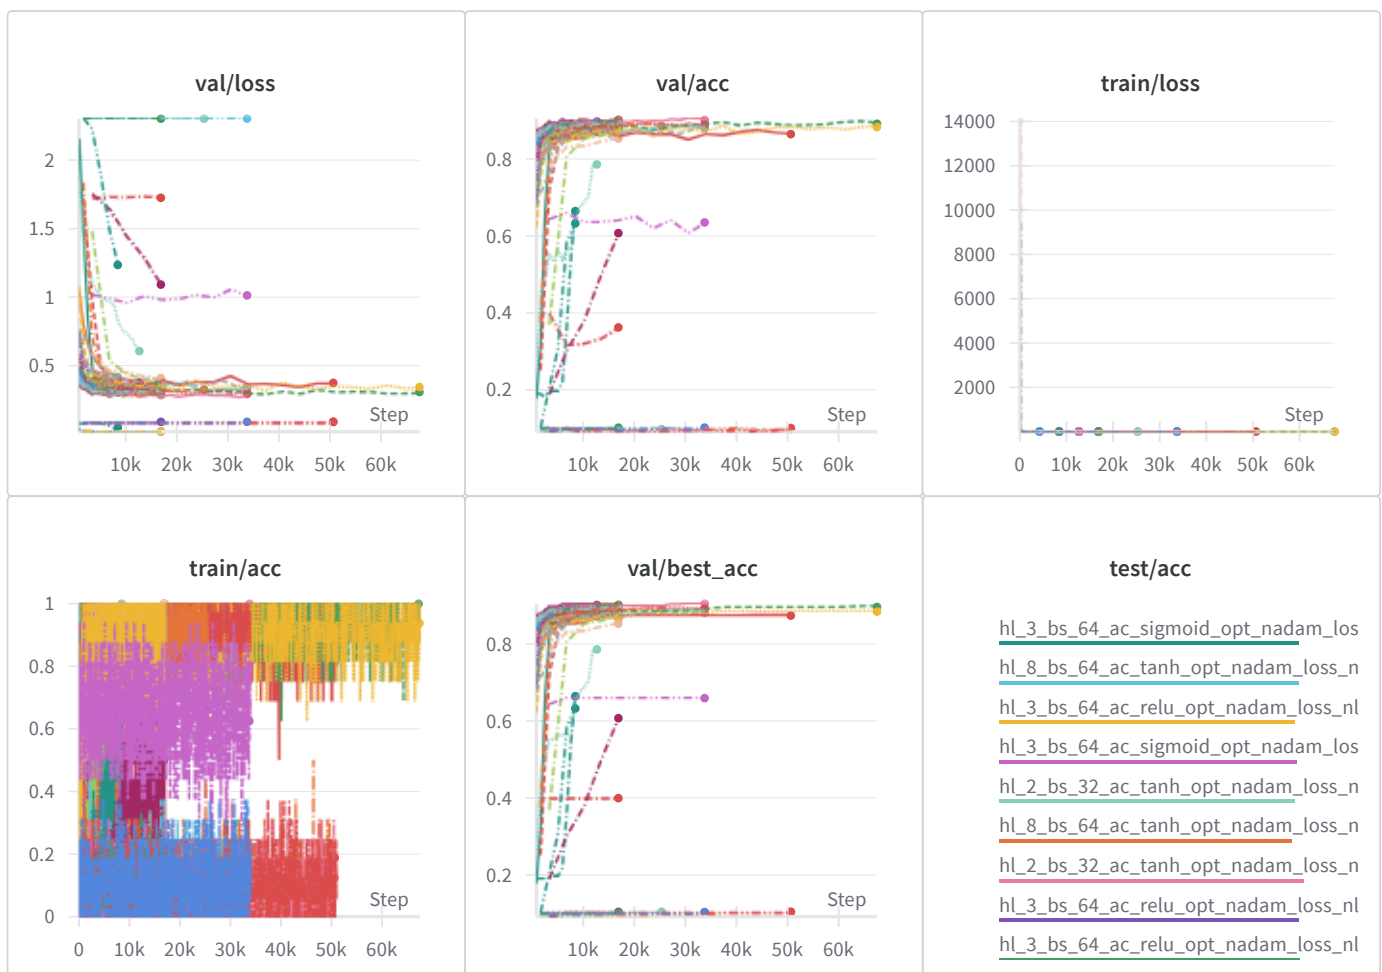 val/loss
2
1.5
1
0.5
Step
10k 20k 30k 40k 50k 60k
val/acc
0.8
0.6
0.4
0.2
Step
10k 20k 30k 40k 50k 60k
train/loss
14000
12000
10000
8000
6000
4000
2000
Step
0 10k 20k 30k 40k 50k 60k
train/acc
1
0.8
0.6
0.4
0.2
0
Step
0 10k 20k 30k 40k 50k 60k
val/best_acc
0.8
0.6
0.4
0.2
Step
10k 20k 30k 40k 50k 60k
test/acc
hl_3_bs_64_ac_sigmoid_opt_nadam_los
hl_8_bs_64_ac_tanh_opt_nadam_loss_n
hl_3_bs_64_ac_relu_opt_nadam_loss_nl
hl_3_bs_64_ac_sigmoid_opt_nadam_los
hl_2_bs_32_ac_tanh_opt_nadam_loss_n
hl_8_bs_64_ac_tanh_opt_nadam_loss_n
hl_2_bs_32_ac_tanh_opt_nadam_loss_n
hl_3_bs_64_ac_relu_opt_nadam_loss_nl
hl_3_bs_64_ac_relu_opt_nadam_loss_nl